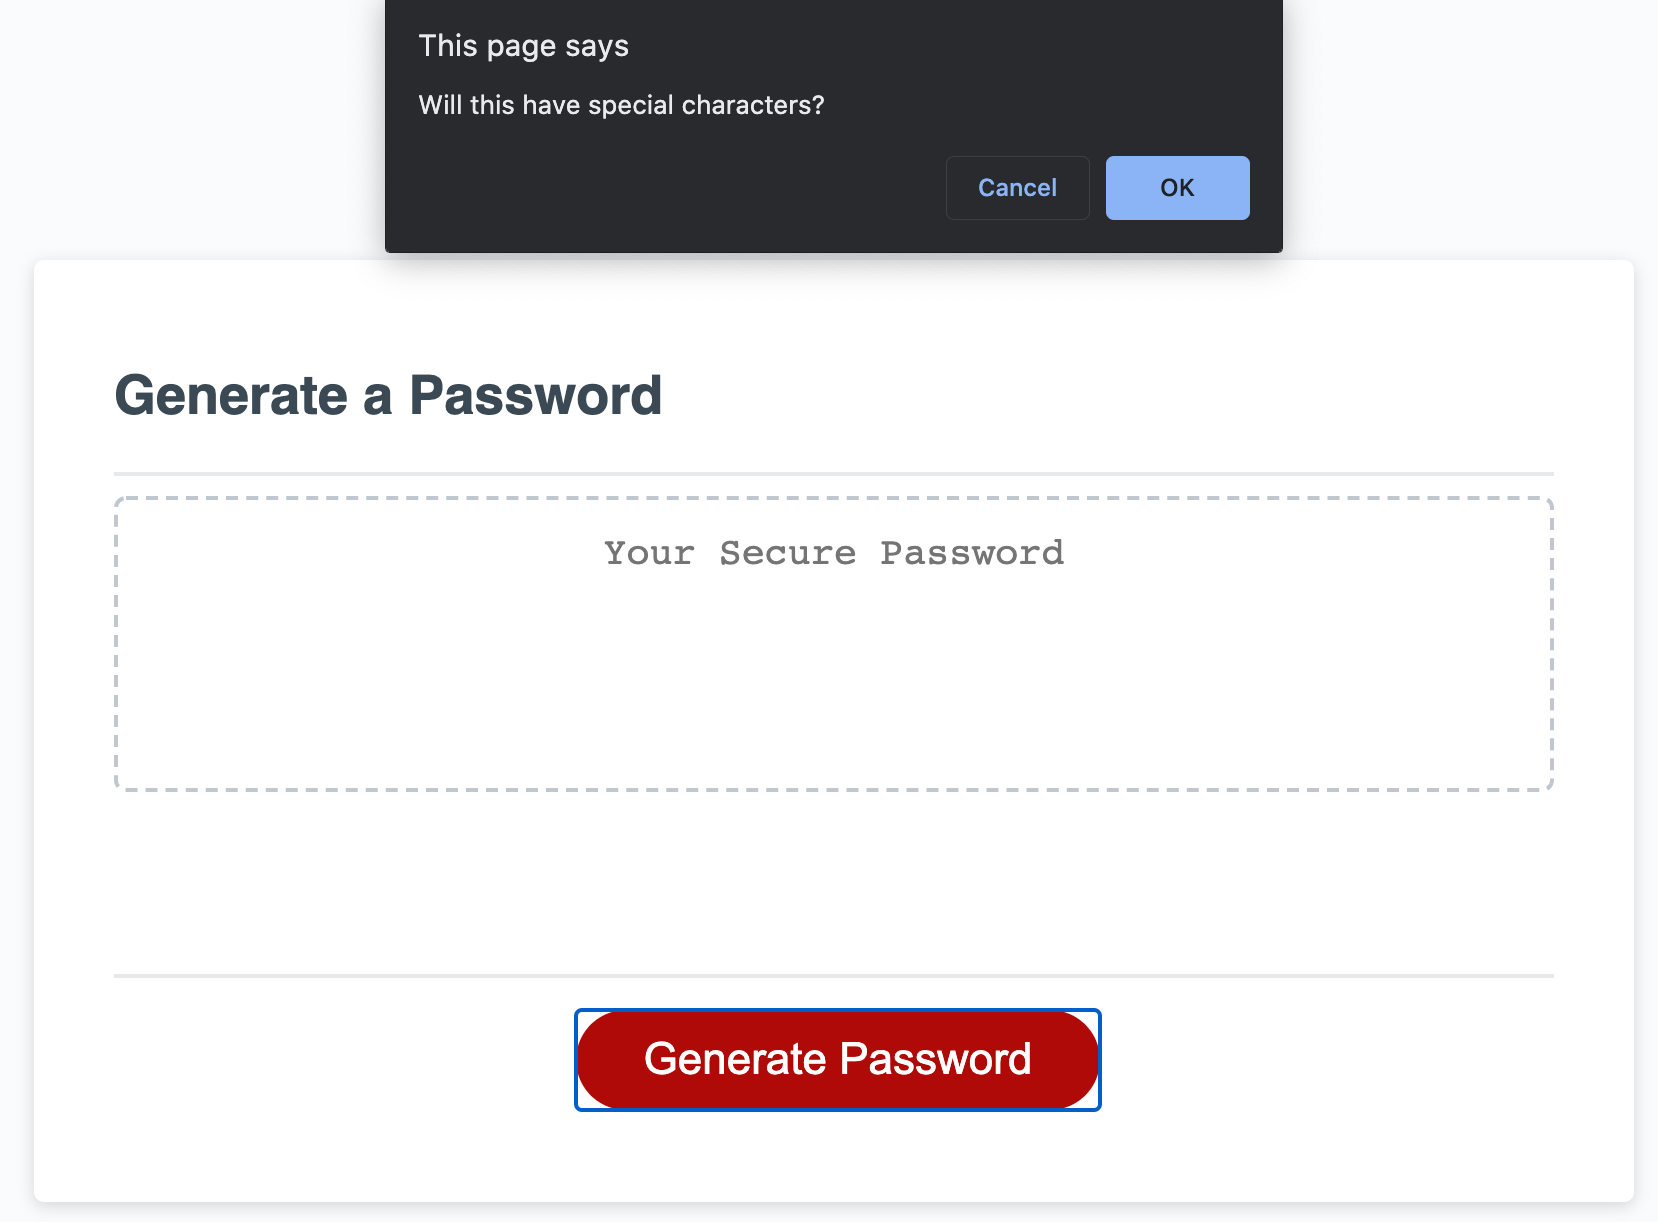 This page says
Will this have special characters?
Cancel
OK
Generate a Password
Your Secure Password
Generate Password